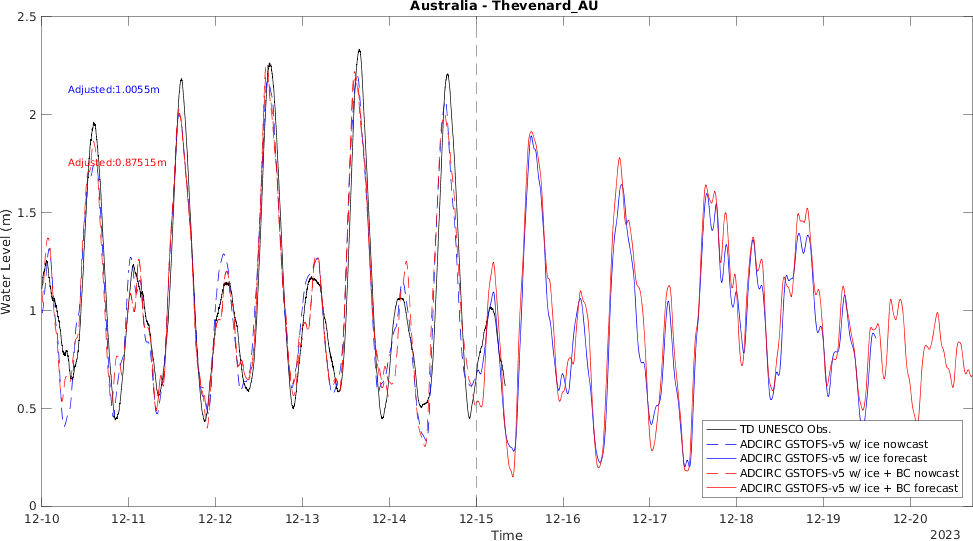 Australia - Thevenard_AU
2.5
Adjusted:1.0055m
2
Adjusted:0.87515m
1.5
Water Level (m)
1
0.5
TD UNESCO Obs.
ADCIRC GSTOFS-v5 w/ ice nowcast
ADCIRC GSTOFS-v5 w/ ice forecast
ADCIRC GSTOFS-v5 w/ ice + BC nowcast
ADCIRC GSTOFS-v5 w/ ice + BC forecast
0
12-10 12-11 12-12 12-13 12-14 12-15 12-16 12-17 12-18 12-19 12-20
Time
2023